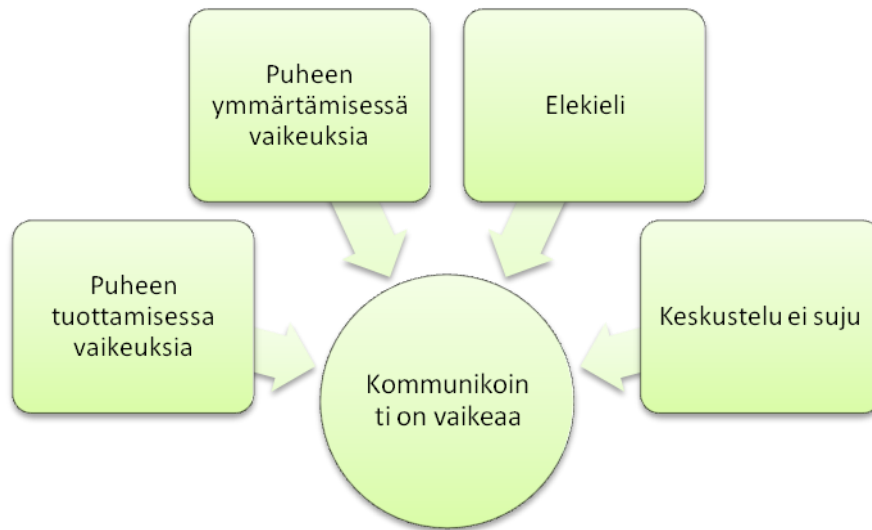 Puheen
ymmärtämisessä
vaikeuksia
Elekieli
Puheen
tuottamisessa
vaikeuksia
Keskustelu ei suju
Kommunikoin
ti on vaikeaa